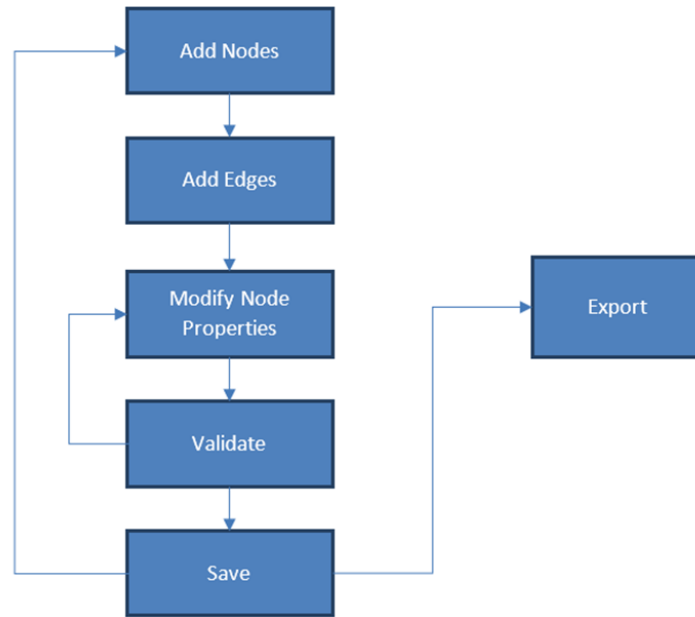 Add Nodes
Add Edges
Modify Node
Properties
Export
Validate
Save